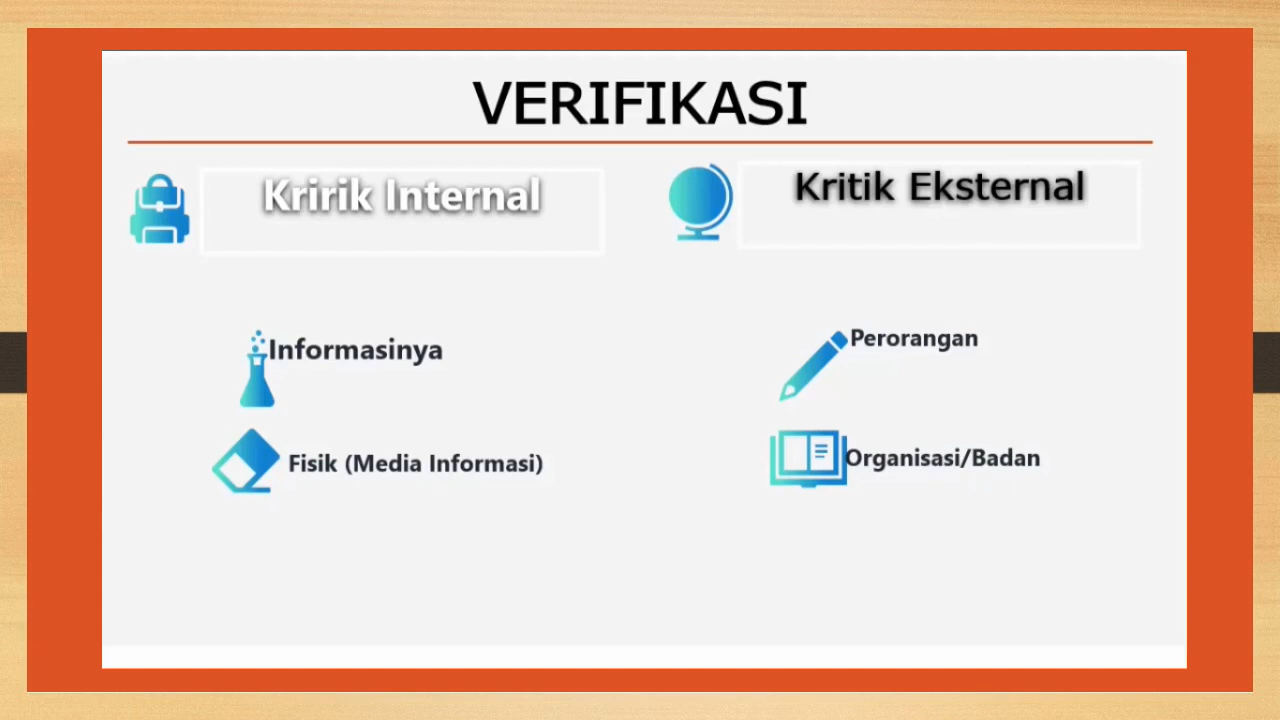 VERIFIKASI
Kririk Internal
Kritik Eksternal
Informasinya
Perorangan
Fisik (Media Informasi)
Organisasi/Badan